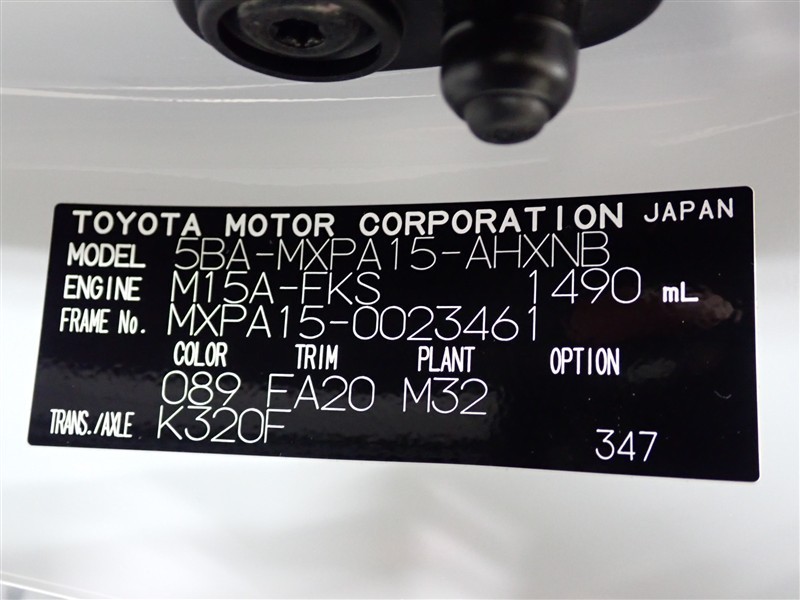 TOYOTA MOTOR CORPORATION JAPAN
MODEL 5BA-MXPA15-AHXNB
ENGINE M15A-FKS 1490 mL
FRAME No. MXPA15-0023461
COLOR TRIM PLANT OPTION
089 FA20 M32
TRANS./AXLE K320F 347